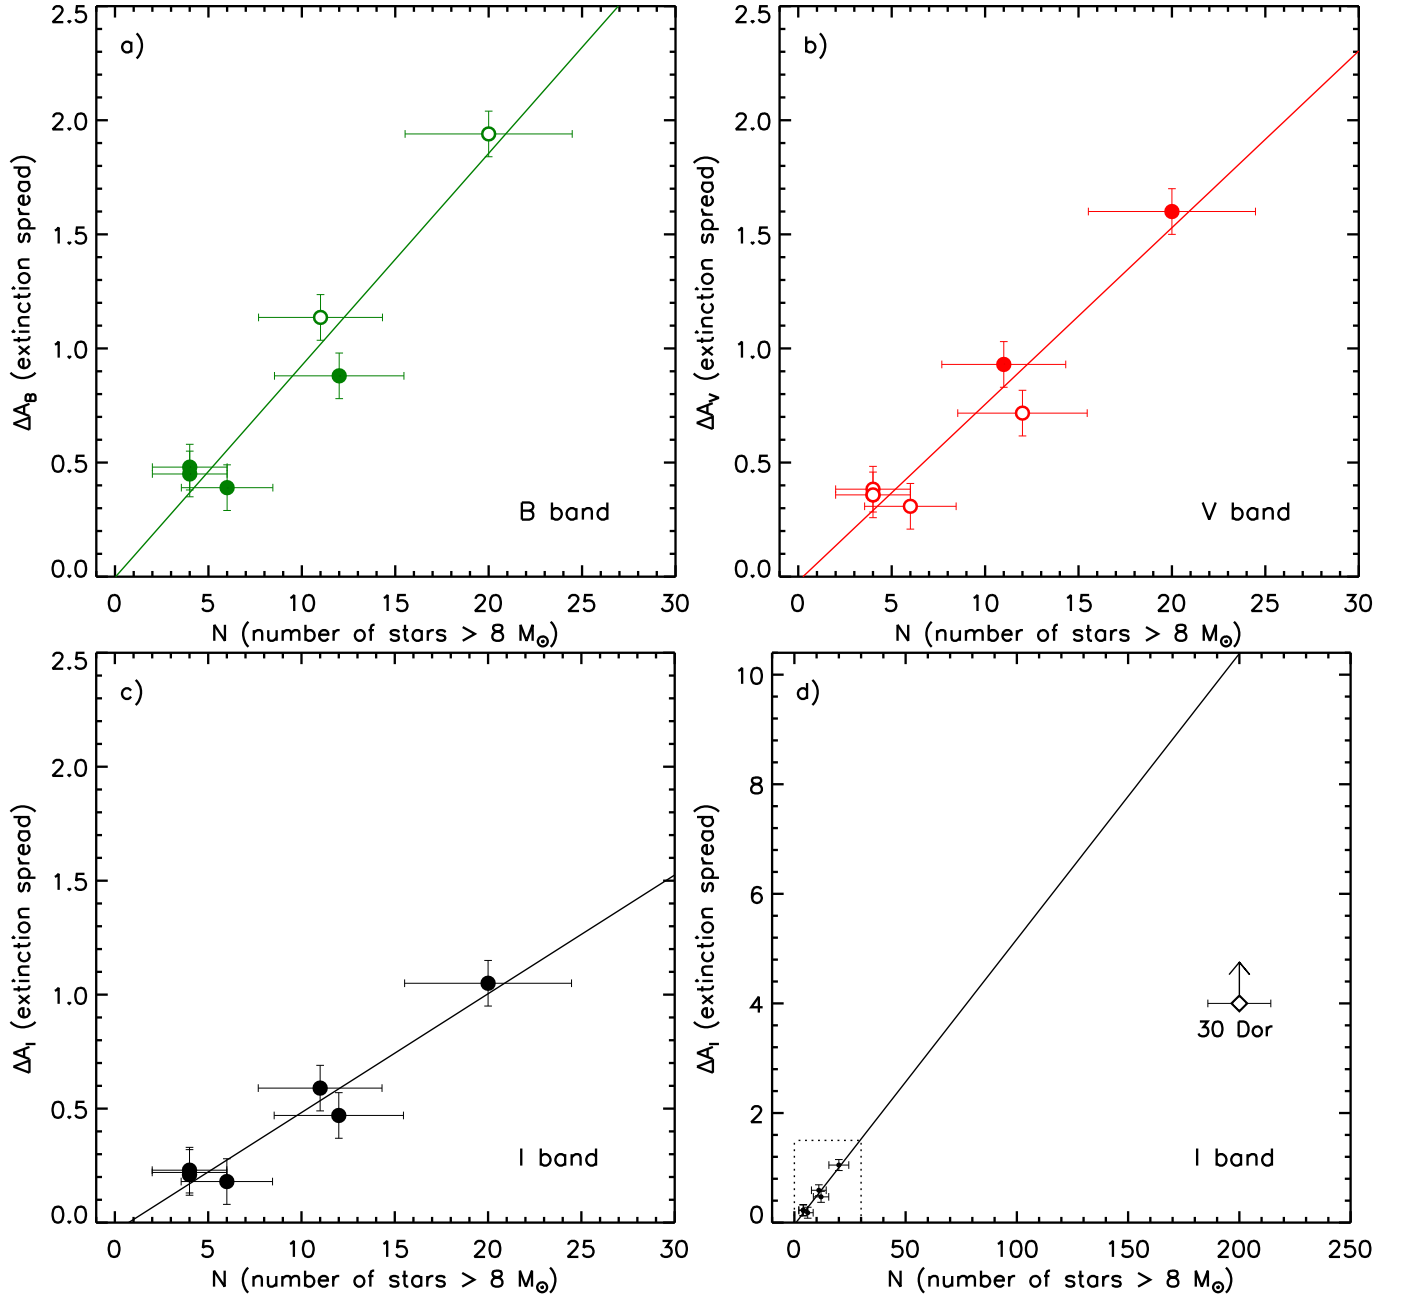 a)
2.5
2.0
1.5
1.0
0.5
0.0
ΔA_B (extinction spread)
B band
0 5 10 15 20 25 30
N (number of stars > 8 M⊙)
b)
2.5
2.0
1.5
1.0
0.5
0.0
ΔA_V (extinction spread)
V band
0 5 10 15 20 25 30
N (number of stars > 8 M⊙)
c)
2.5
2.0
1.5
1.0
0.5
0.0
ΔA_I (extinction spread)
I band
0 5 10 15 20 25 30
N (number of stars > 8 M⊙)
d)
10
8
6
4
2
0
ΔA_I (extinction spread)
30 Dor
I band
0 50 100 150 200 250
N (number of stars > 8 M⊙)